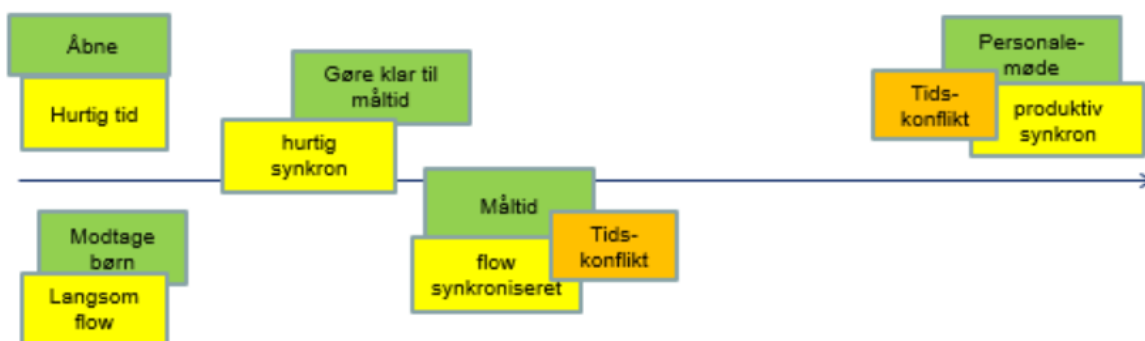 Åbne
Hurtig tid
Gøre klar til
måltid
hurtig
synkron
Personale-
møde
Tids-
konflikt
produktiv
synkron
Modtage
børn
Langsom
flow
Måltid
flow
synkroniseret
Tids-
konflikt